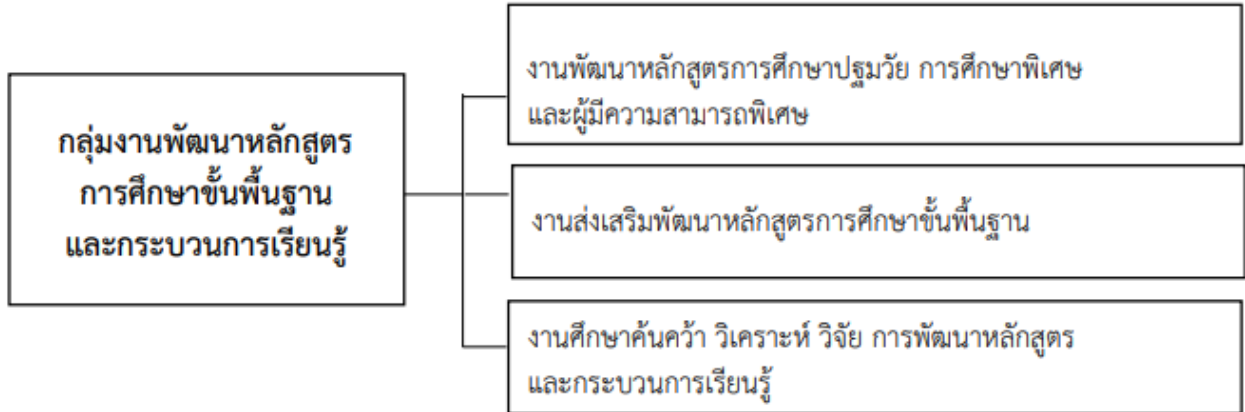 กลุ่มงานพัฒนาหลักสูตร
การศึกษาขั้นพื้นฐาน
และกระบวนการเรียนรู้
งานพัฒนาหลักสูตรการศึกษาปฐมวัย การศึกษาพิเศษ
และผู้มีความสามารถพิเศษ
งานส่งเสริมพัฒนาหลักสูตรการศึกษาขั้นพื้นฐาน
งานศึกษาค้นคว้า วิเคราะห์ วิจัย การพัฒนาหลักสูตร
และกระบวนการเรียนรู้